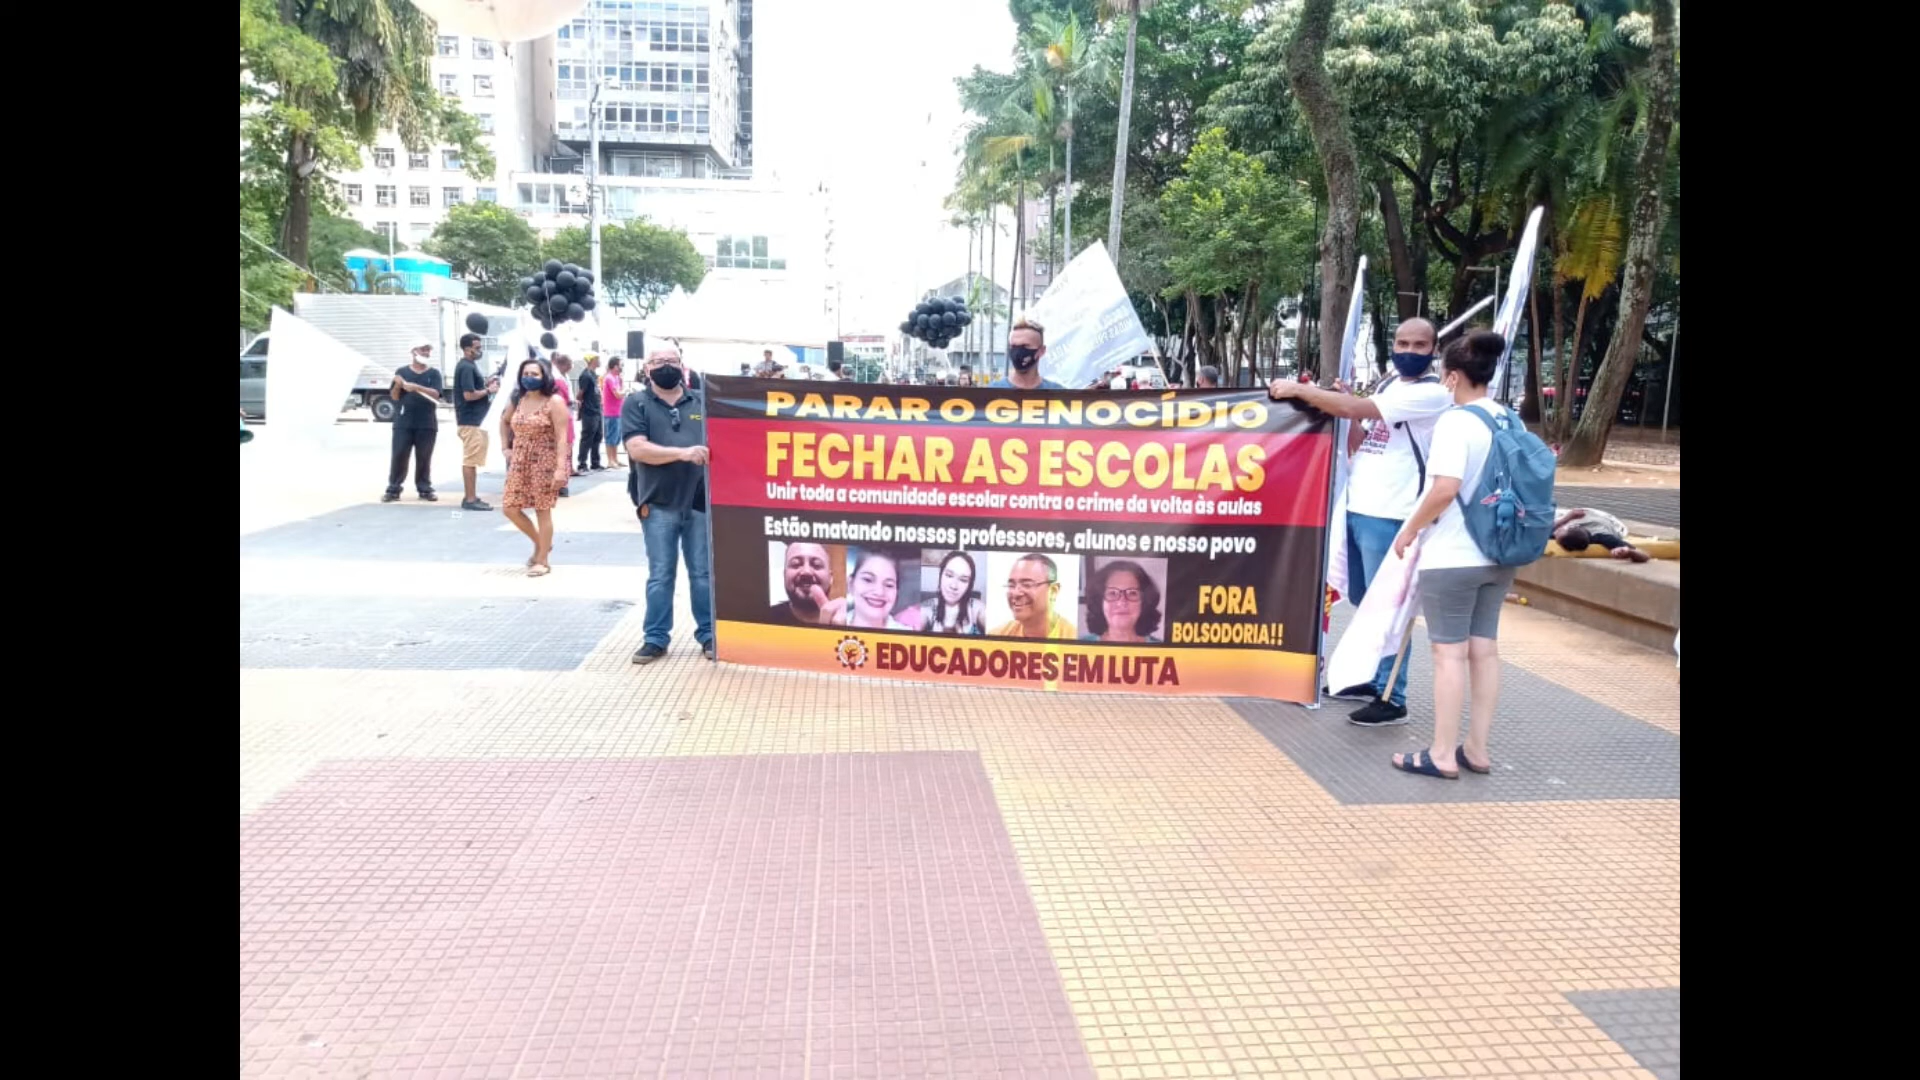 PARAR O GENOCÍDIO
FECHAR AS ESCOLAS
Unir toda a comunidade escolar contra o crime da volta às aulas
Estão matando nossos professores, alunos e nosso povo
FORA
BOLSODORIA!!
EDUCADORES EM LUTA